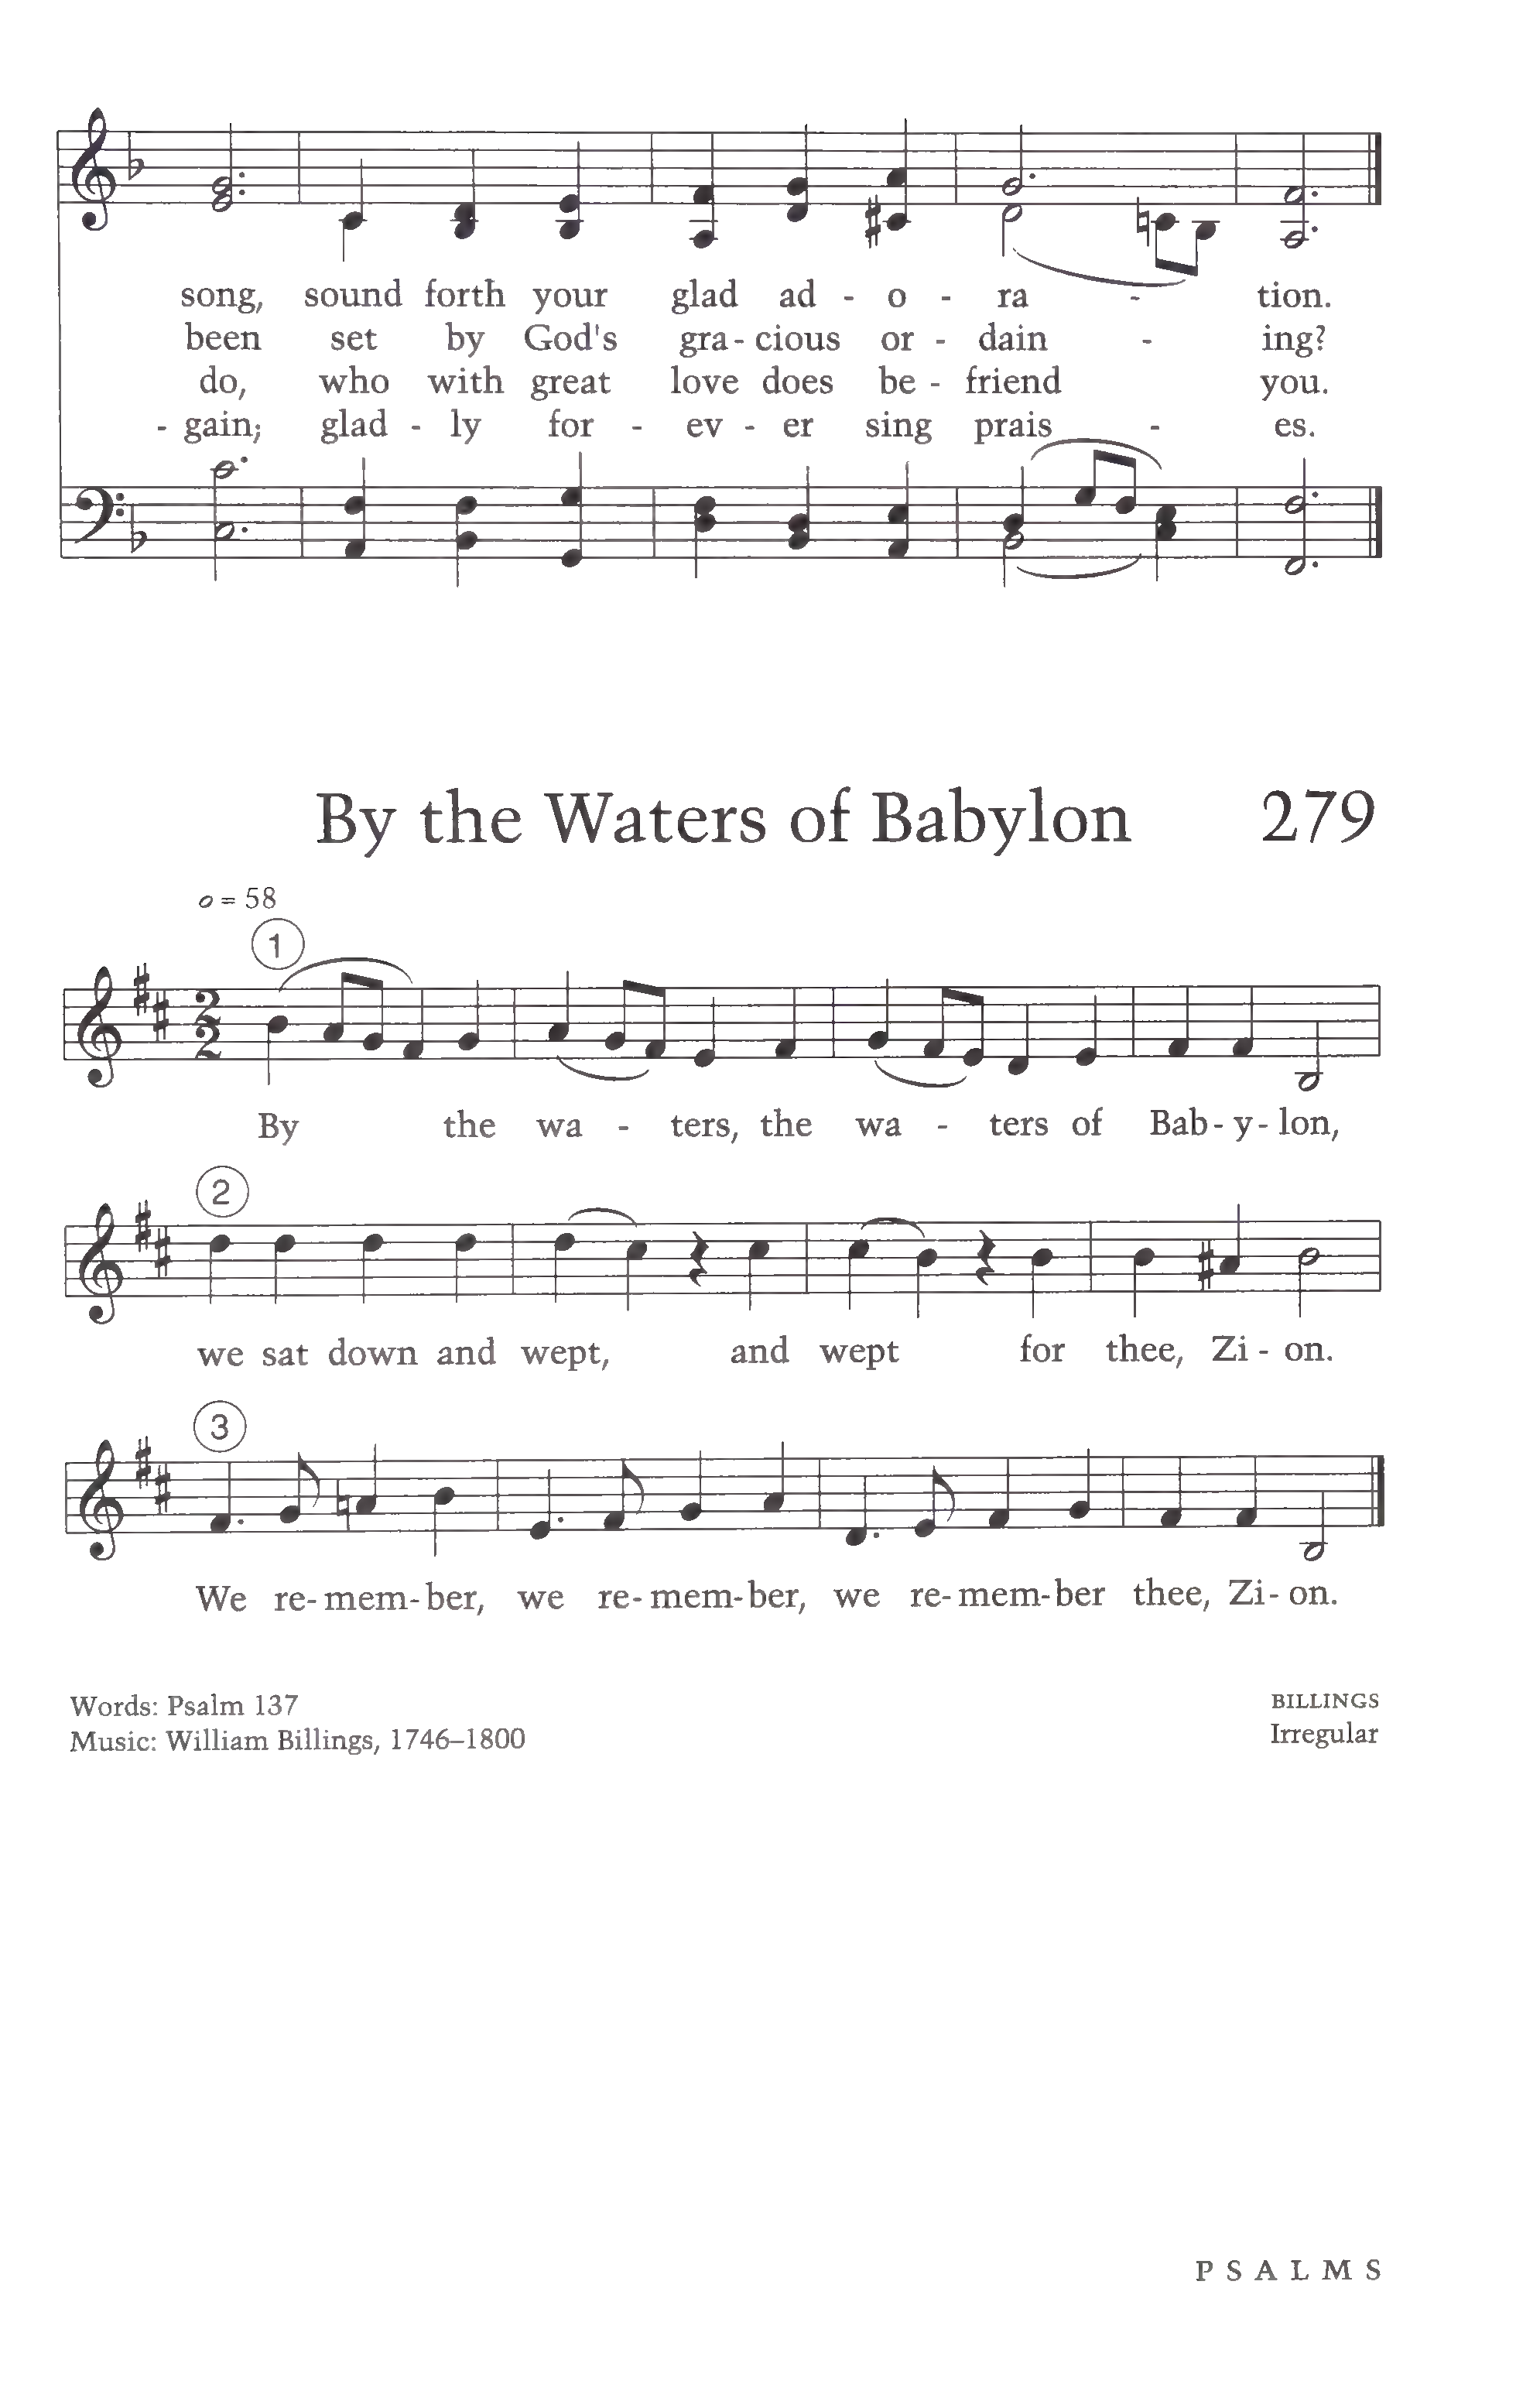 song, sound forth your glad ad - o - ra - tion.
been set by God's gra - cious or - dain - ing?
do, who with great love does be - friend you.
- gain; glad - ly for - ev - er sing prais - es.
By the Waters of Babylon 279
= 58
1
2
2
By the wa - ters, the wa - ters of Bab - y - lon,
2
we sat down and wept, and wept for thee, Zi - on.
3
We re - mem - ber, we re - mem - ber, we re - mem - ber thee, Zi - on.
Words: Psalm 137 BILLINGS
Music: William Billings, 1746–1800 Irregular
PSALMS